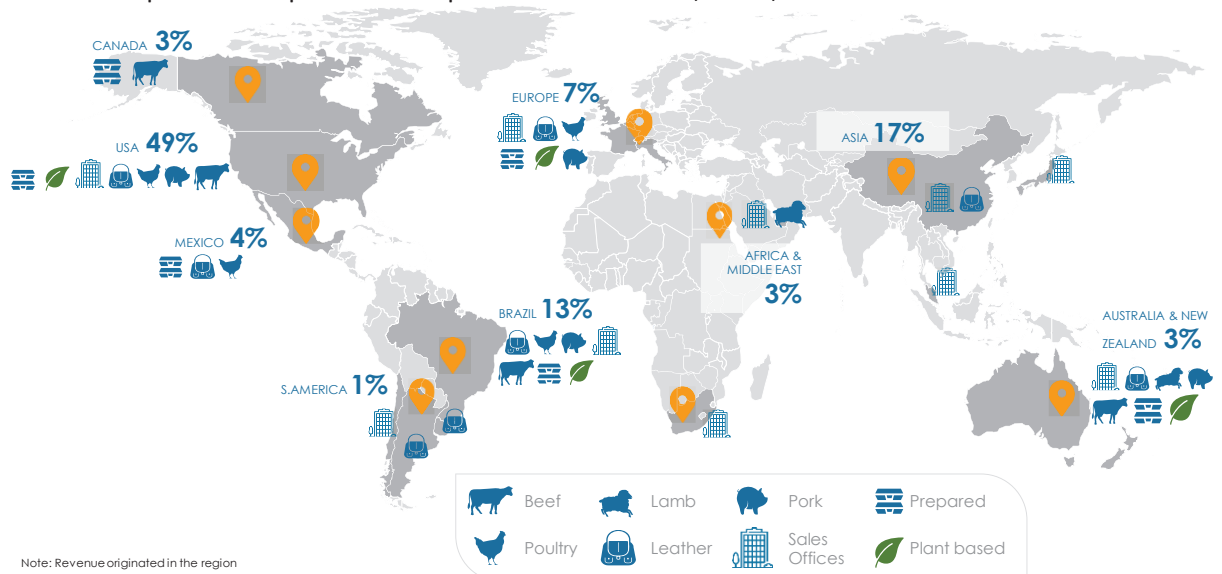 CANADA 3%
EUROPE 7%
USA 49%
ASIA 17%
MEXICO 4%
AFRICA &
MIDDLE EAST
3%
BRAZIL 13%
S.AMERICA 1%
AUSTRALIA & NEW
ZEALAND 3%
Beef
Lamb
Pork
Prepared
Poultry
Leather
Sales
Offices
Plant based
Note: Revenue originated in the region